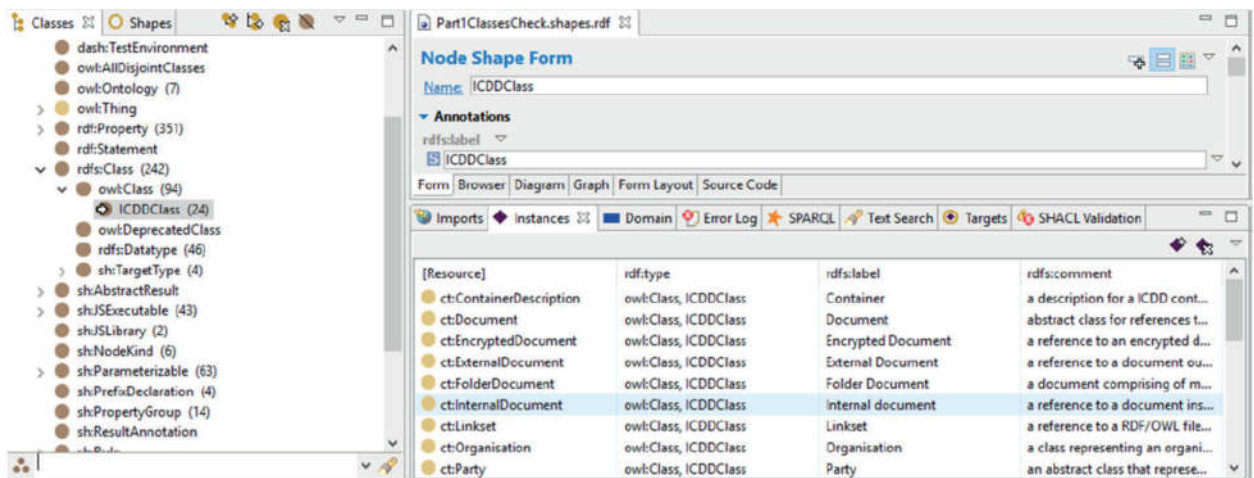 Classes Shapes
dash:TestEnvironment
owl:AllDisjointClasses
owl:Ontology (7)
owl:Thing
rdf:Property (351)
rdf:Statement
rdfs:Class (242)
owl:Class (94)
ICDDClass (24)
owl:DeprecatedClass
rdfs:Datatype (46)
sh:TargetType (4)
sh:AbstractResult
sh:JSExecutable (43)
sh:JSLibrary (2)
sh:NodeKind (6)
sh:Parameterizable (63)
sh:PrefixDeclaration (4)
sh:PropertyGroup (14)
sh:ResultAnnotation
Part1ClassesCheck.shapes.rdf
Node Shape Form
Name: ICDDClass
Annotations
rdfs:label
ICDDClass
Form Browser Diagram Graph Form Layout Source Code
Imports Instances Domain Error Log SPARQL Text Search Targets SHACL Validation
[Resource] rdf:type rdfs:label rdfs:comment
ct:ContainerDescription owl:Class, ICDDClass Container a description for a ICDD cont...
ct:Document owl:Class, ICDDClass Document abstract class for references t...
ct:EncryptedDocument owl:Class, ICDDClass Encrypted Document a reference to an encrypted d...
ct:ExternalDocument owl:Class, ICDDClass External Document a reference to a document ou...
ct:FolderDocument owl:Class, ICDDClass Folder Document a document comprising of m...
ct:InternalDocument owl:Class, ICDDClass Internal document a reference to a document ins...
ct:Linkset owl:Class, ICDDClass Linkset a reference to a RDF/OWL file...
ct:Organisation owl:Class, ICDDClass Organisation a class representing an organi...
ct:Party owl:Class, ICDDClass Party an abstract class that represe...